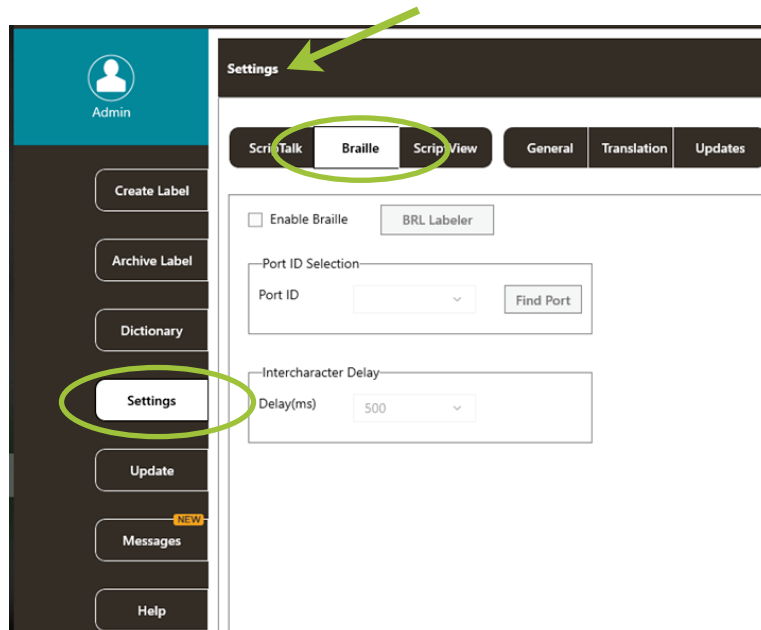 Admin
Create Label
Archive Label
Dictionary
Settings
Update
NEW
Messages
Help
Settings
ScripTalk Braille ScriptView General Translation Updates
Enable Braille BRL Labeler
Port ID Selection
Port ID Find Port
Intercharacter Delay
Delay(ms) 500